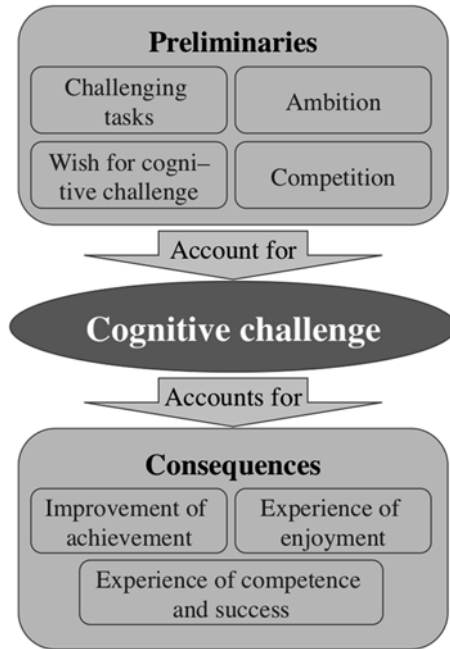 Preliminaries
Challenging
tasks
Ambition
Wish for cogni–
tive challenge
Competition
Account for
Cognitive challenge
Accounts for
Consequences
Improvement of
achievement
Experience of
enjoyment
Experience of competence
and success